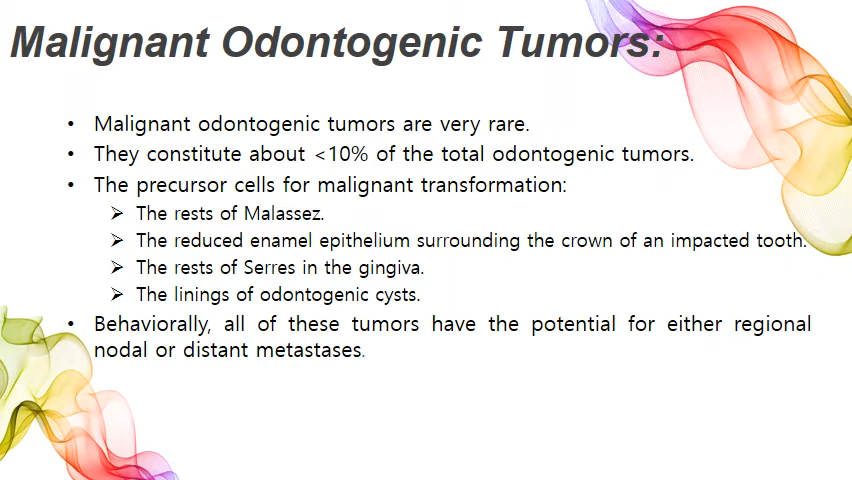 Malignant Odontogenic Tumors:
• Malignant odontogenic tumors are very rare.
• They constitute about <10% of the total odontogenic tumors.
• The precursor cells for malignant transformation:
➢ The rests of Malassez.
➢ The reduced enamel epithelium surrounding the crown of an impacted tooth.
➢ The rests of Serres in the gingiva.
➢ The linings of odontogenic cysts.
• Behaviorally, all of these tumors have the potential for either regional
nodal or distant metastases.